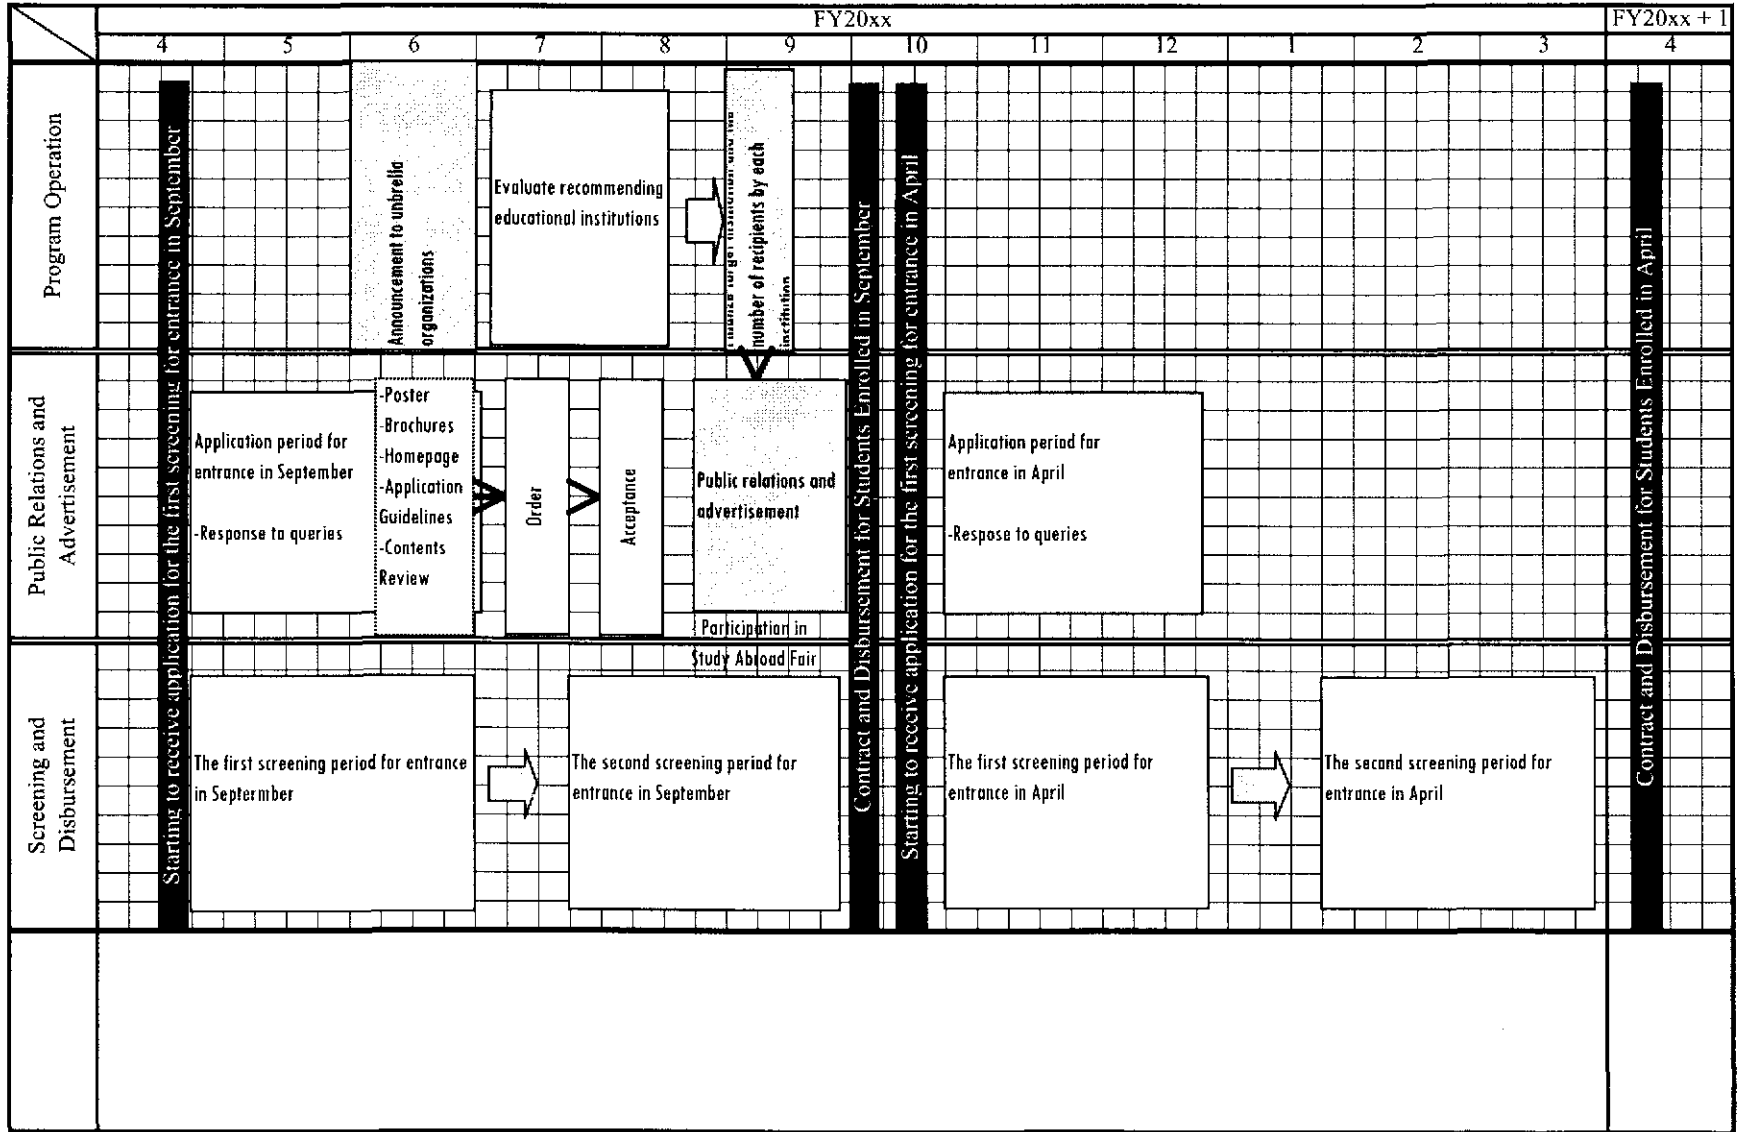 FY20xx
FY20xx + 1
4
5
6
7
8
9
10
11
12
1
2
3
4
Program Operation
Starting to receive application for the first screening for entrance in September
Announcement to unbrella
organizations
Evaluate recommending
educational institutions
number of recipients by each
institution
Contract and Disbursement for Students Enrolled in September
Starting to receive application for the first screening for entrance in April
Contract and Disbursement for Students Enrolled in April
Public Relations and
Advertisement
Application period for
entrance in September
-Response to queries
-Poster
-Brochures
-Homepage
-Application
Guidelines
-Contents
Review
Order
Acceptance
Public relations and
advertisement
Participation in
Study Abroad Fair
Application period for
entrance in April
-Respose to queries
Screening and
Disbursement
The first screening period for entrance
in Septermber
The second screening period for
entrance in September
The first screening period for
entrance in April
The second screening period for
entrance in April